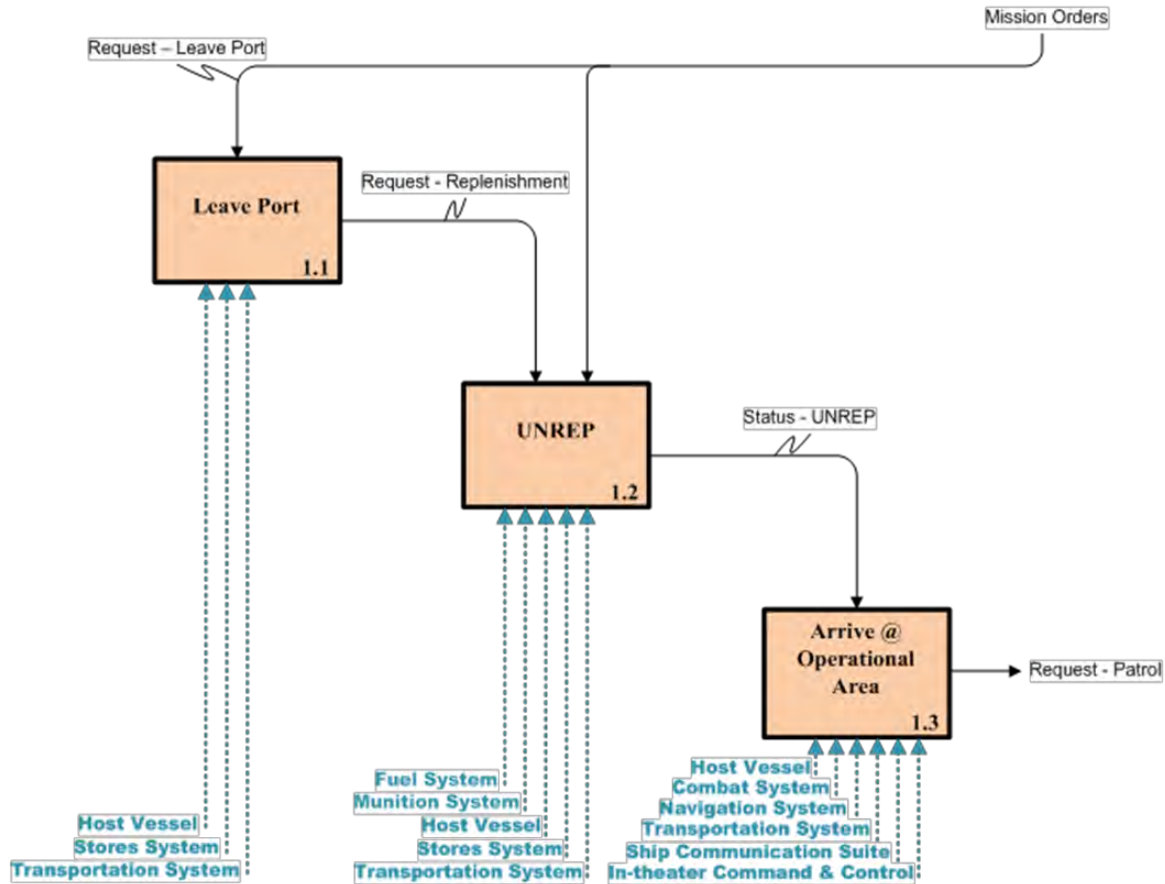 Mission Orders
Request – Leave Port
Leave Port
1.1
Request - Replenishment
UNREP
1.2
Status - UNREP
Arrive @
Operational
Area
1.3
Request - Patrol
Host Vessel
Stores System
Transportation System
Fuel System
Munition System
Host Vessel
Stores System
Transportation System
Host Vessel
Combat System
Navigation System
Transportation System
Ship Communication Suite
In-theater Command & Control